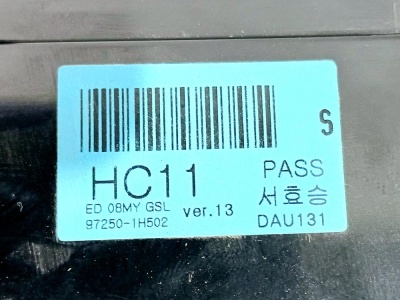 S
HC11 PASS
ED 08MY GSL ver.13 서효승
97250-1H502 DAU131